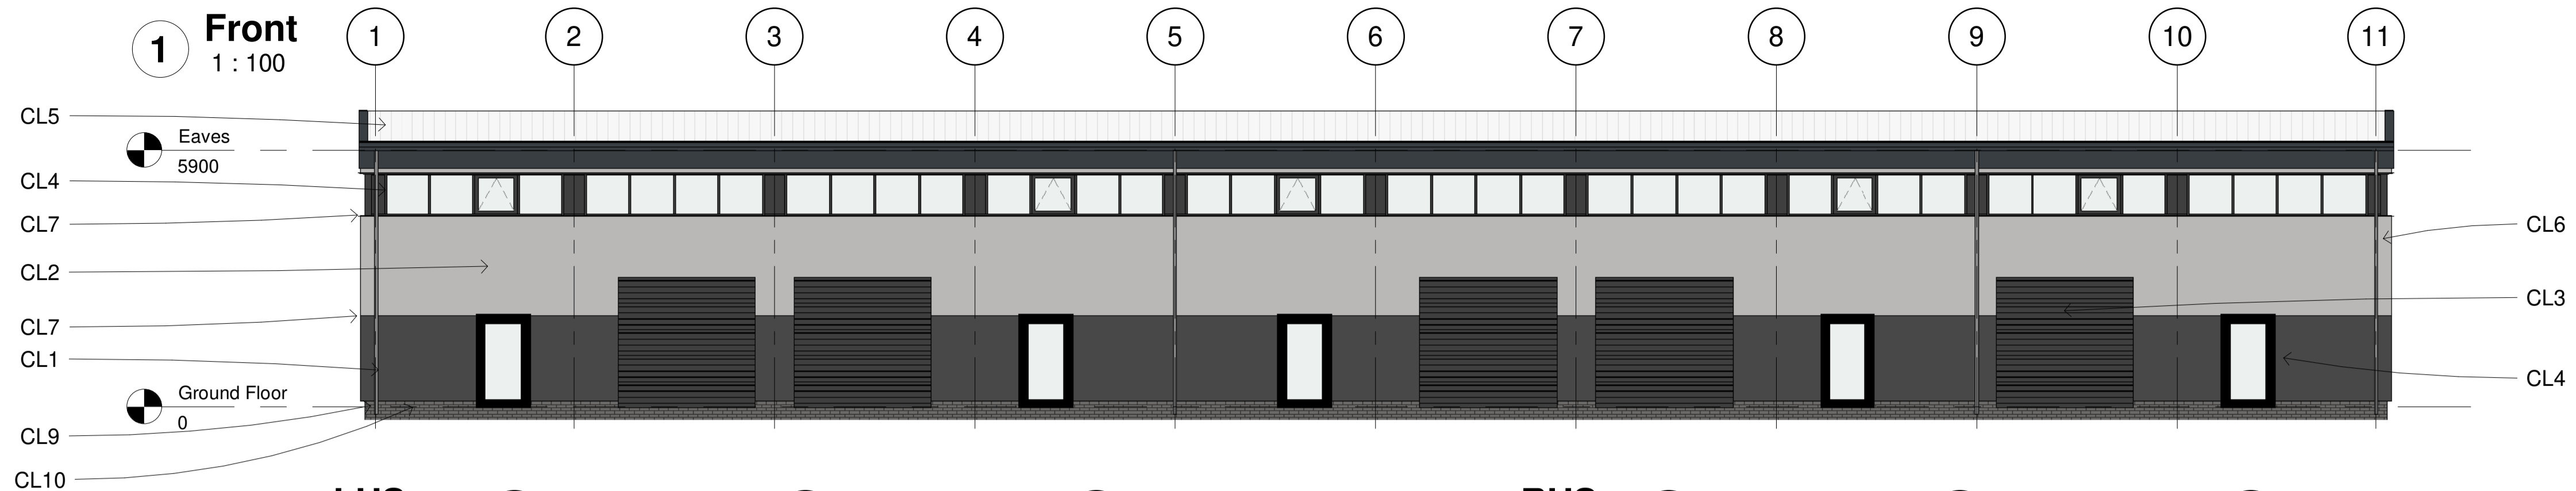 1 Front
1 : 100
1 2 3 4 5 6 7 8 9 10 11
CL5
Eaves
5900
CL4
CL7
CL2
CL7
CL1
Ground Floor
0
CL9
CL10
CL6
CL3
CL4